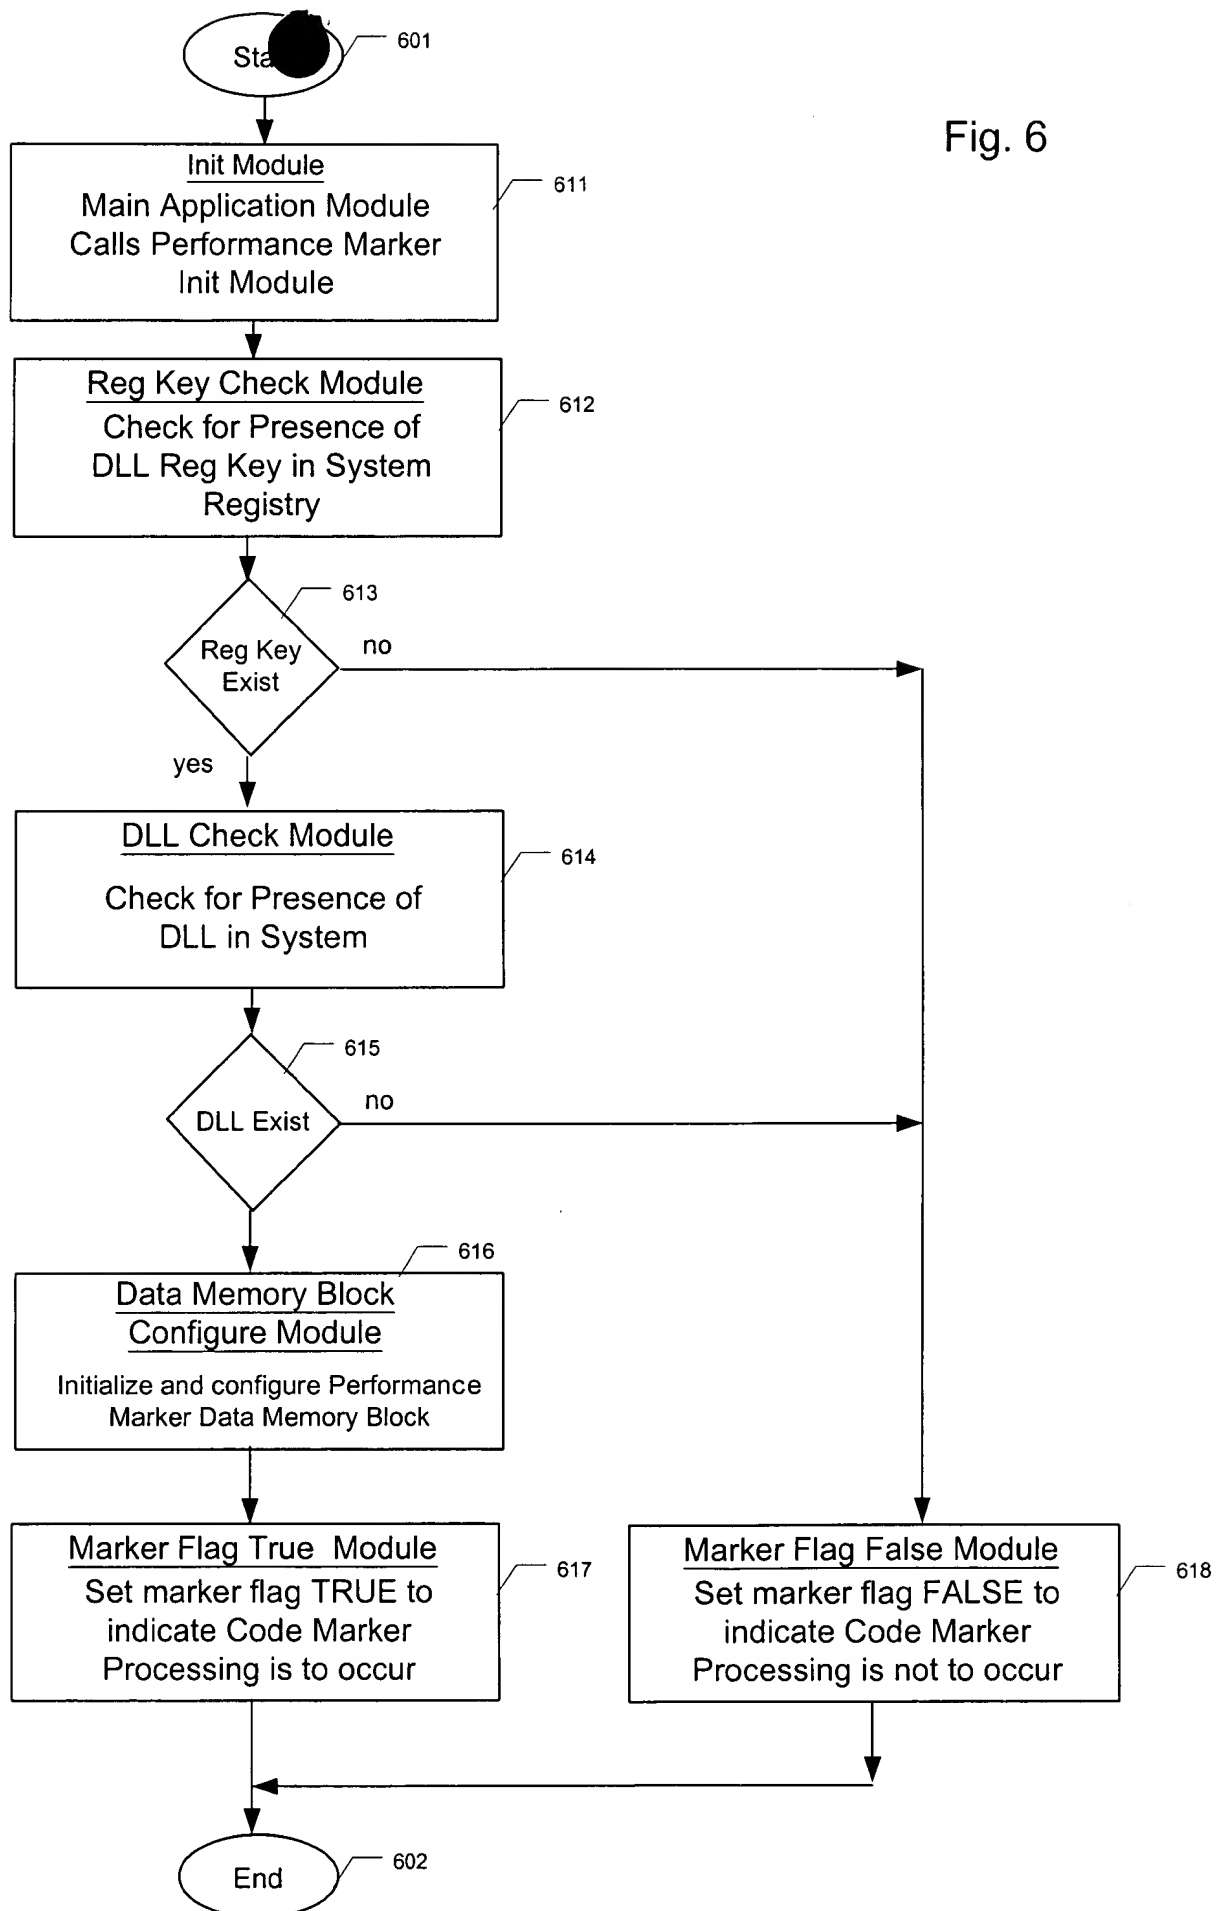 601
Fig. 6
Init Module
Main Application Module
Calls Performance Marker
Init Module
611
Reg Key Check Module
Check for Presence of
DLL Reg Key in System
Registry
612
613
Reg Key
Exist
no
yes
DLL Check Module
Check for Presence of
DLL in System
614
615
DLL Exist
no
616
Data Memory Block
Configure Module
Initialize and configure Performance
Marker Data Memory Block
Marker Flag True Module
Set marker flag TRUE to
indicate Code Marker
Processing is to occur
617
Marker Flag False Module
Set marker flag FALSE to
indicate Code Marker
Processing is not to occur
618
End
602